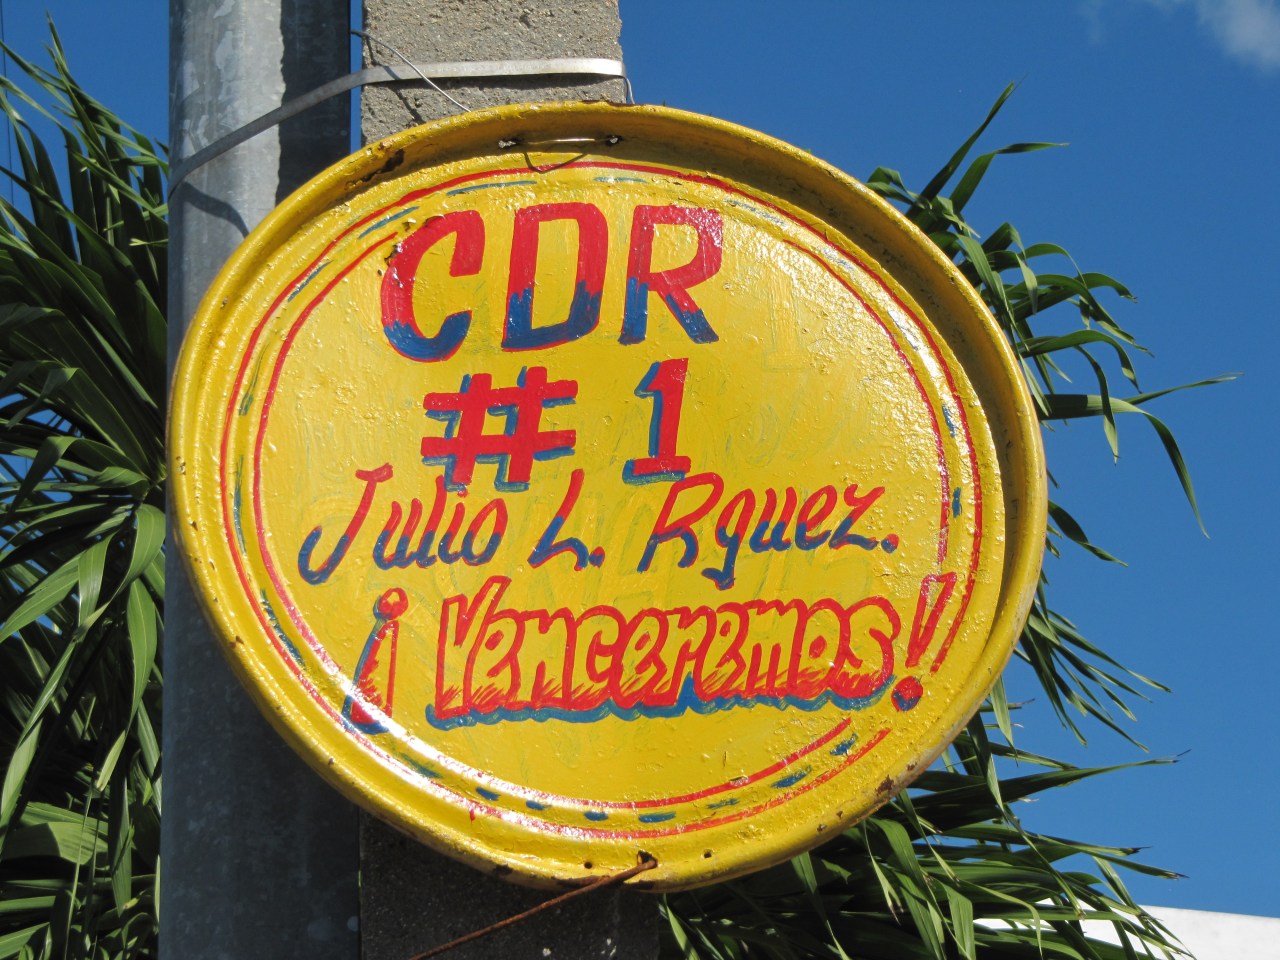 CDR
# 1
Julio L. Rguez.
¡Venceremos!